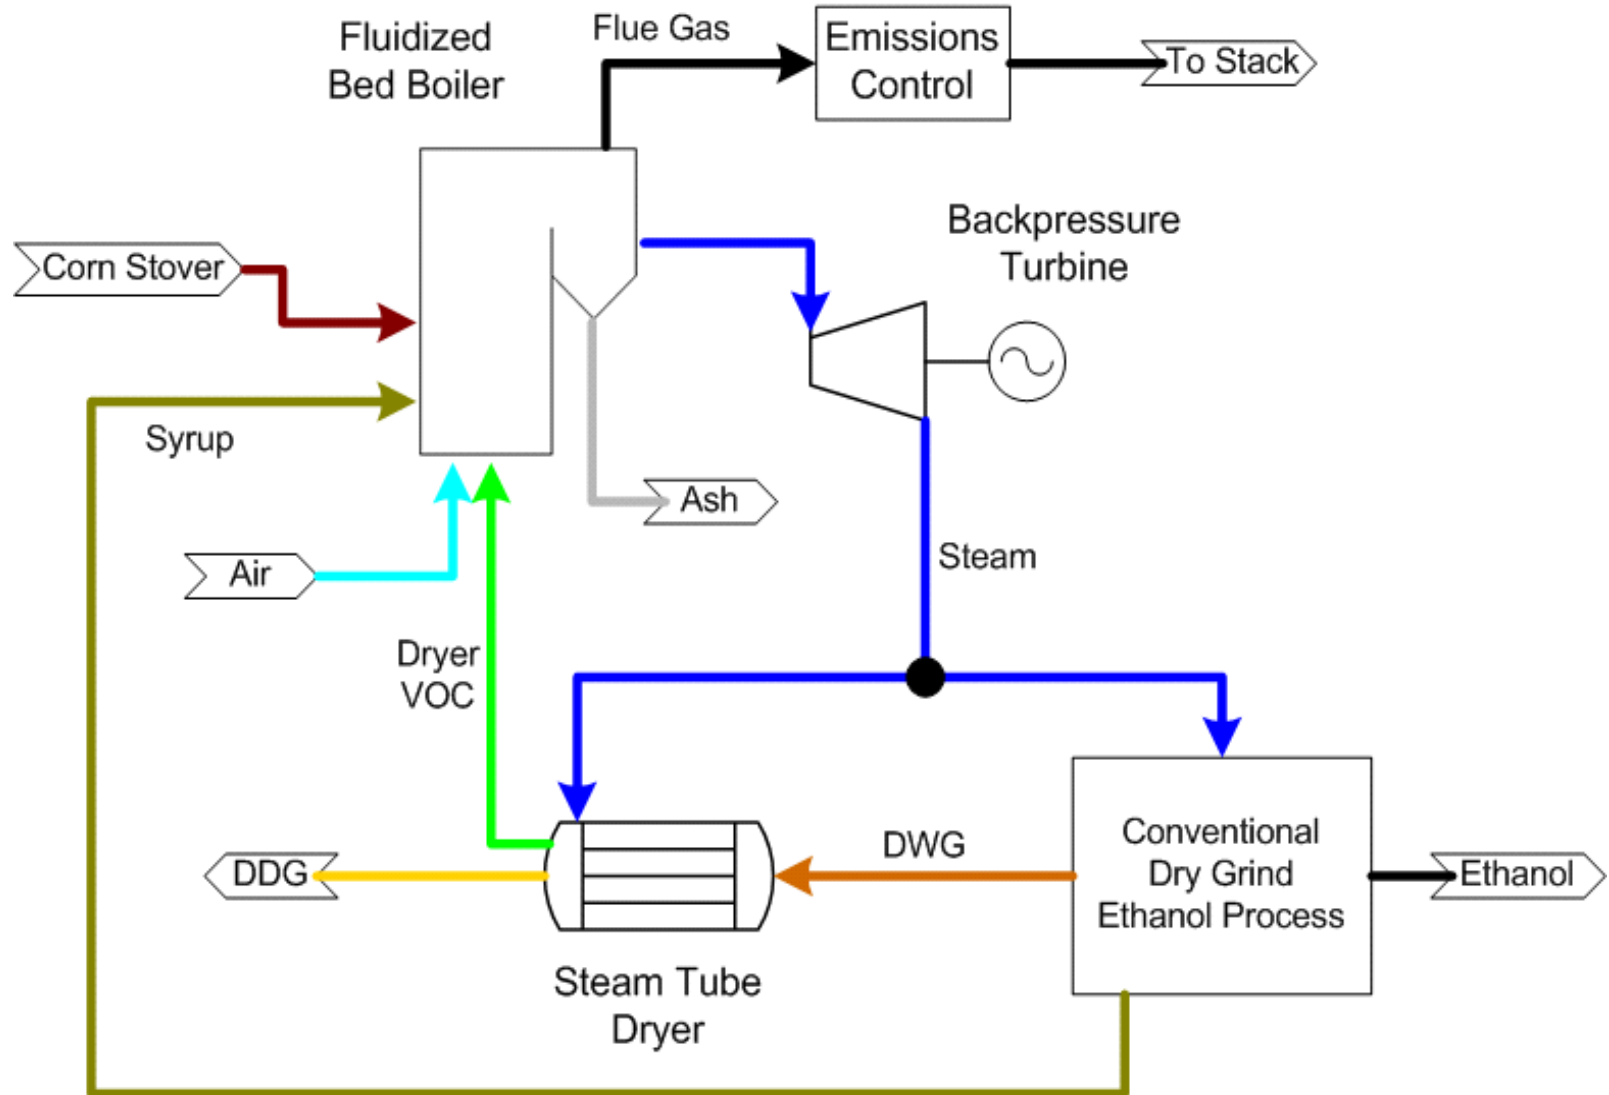 Fluidized
Bed Boiler
Flue Gas
Emissions
Control
To Stack
Backpressure
Turbine
Corn Stover
Syrup
Ash
Air
Steam
Dryer
VOC
Conventional
Dry Grind
Ethanol Process
DWG
DDG
Ethanol
Steam Tube
Dryer